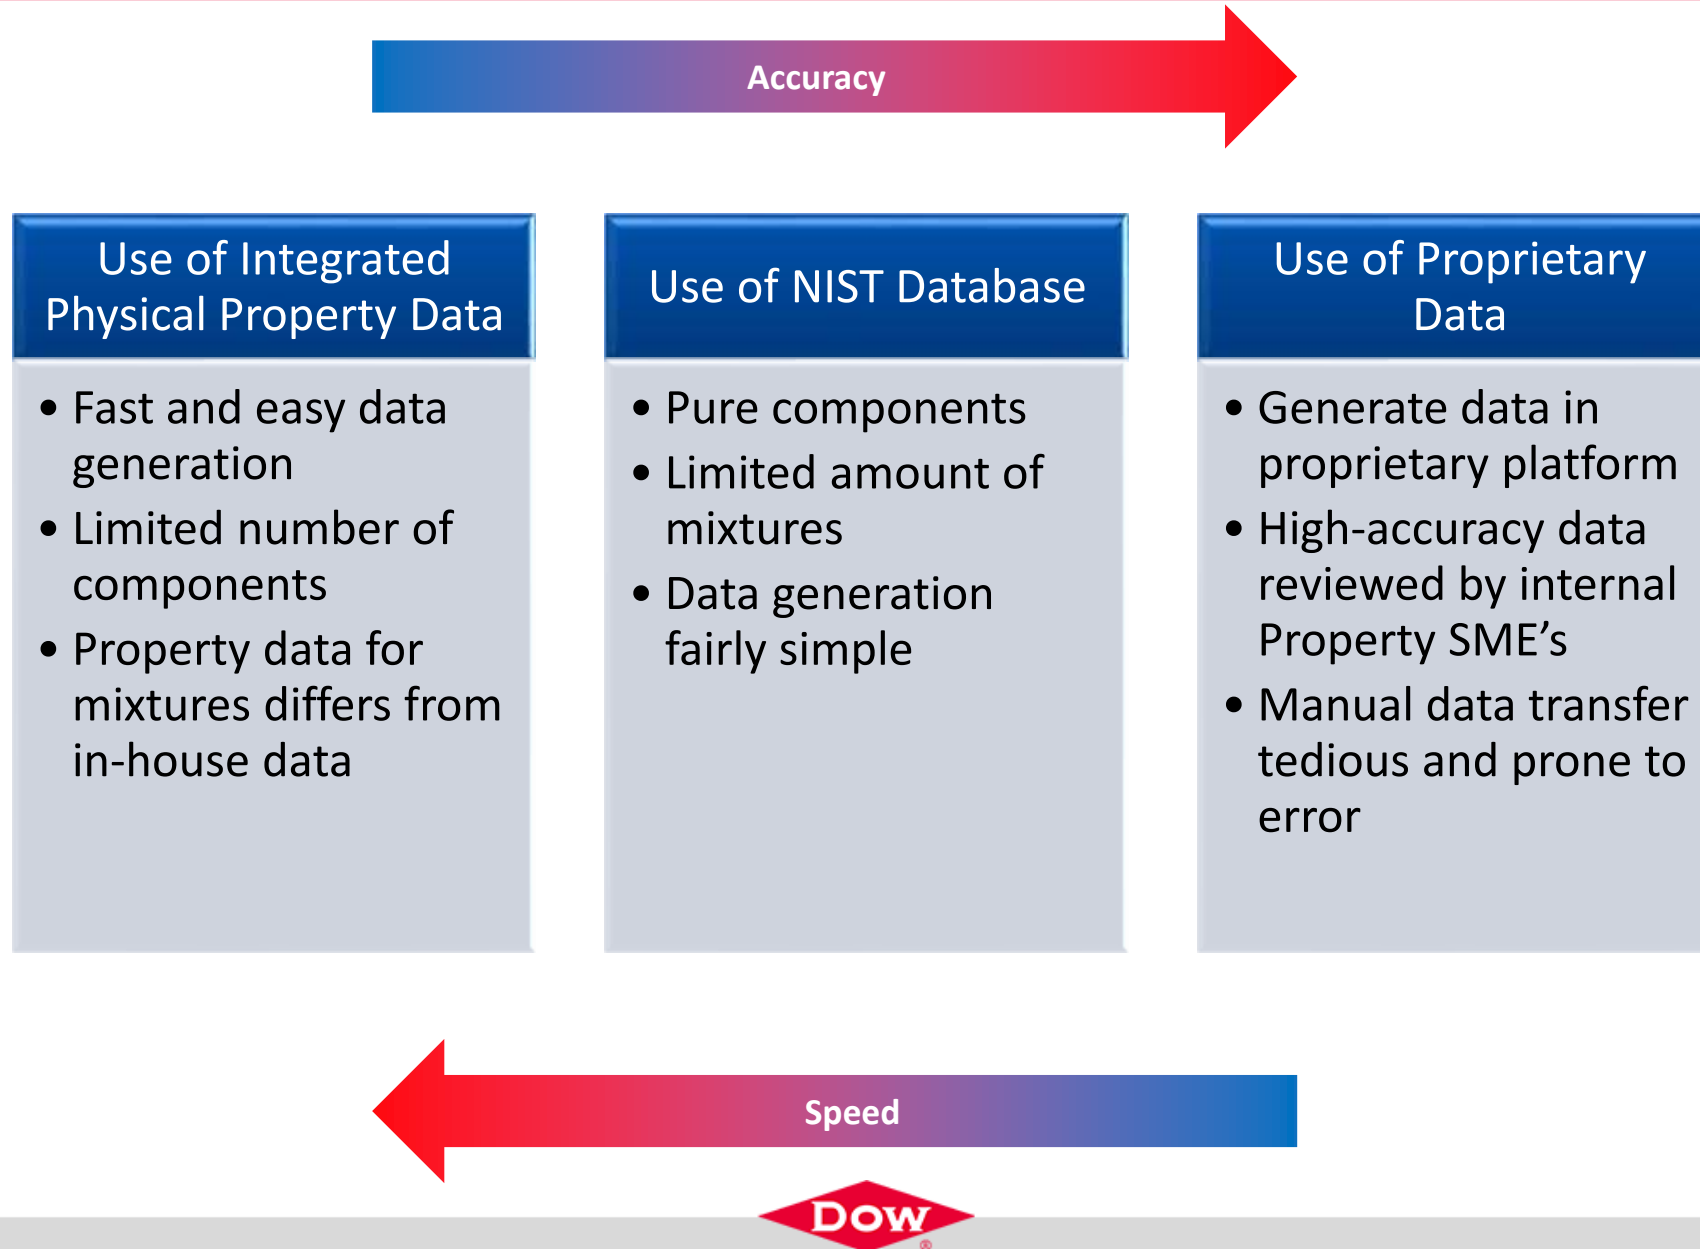 Accuracy
Use of Integrated
Physical Property Data
• Fast and easy data
generation
• Limited number of
components
• Property data for
mixtures differs from
in-house data
Use of NIST Database
• Pure components
• Limited amount of
mixtures
• Data generation
fairly simple
Use of Proprietary
Data
• Generate data in
proprietary platform
• High-accuracy data
reviewed by internal
Property SME’s
• Manual data transfer
tedious and prone to
error
Speed
DOW
®